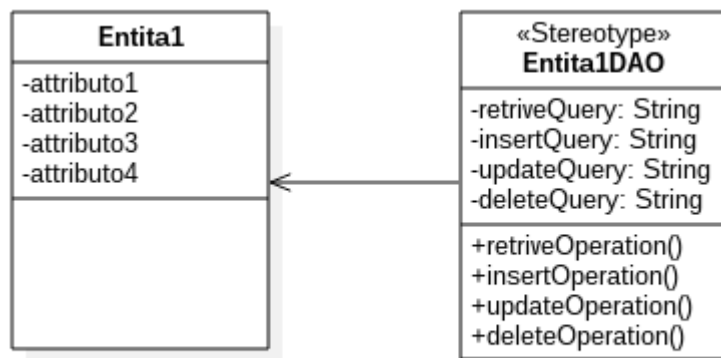 Entita1
-attributo1
-attributo2
-attributo3
-attributo4
«Stereotype»
Entita1DAO
-retriveQuery: String
-insertQuery: String
-updateQuery: String
-deleteQuery: String
+retriveOperation()
+insertOperation()
+updateOperation()
+deleteOperation()